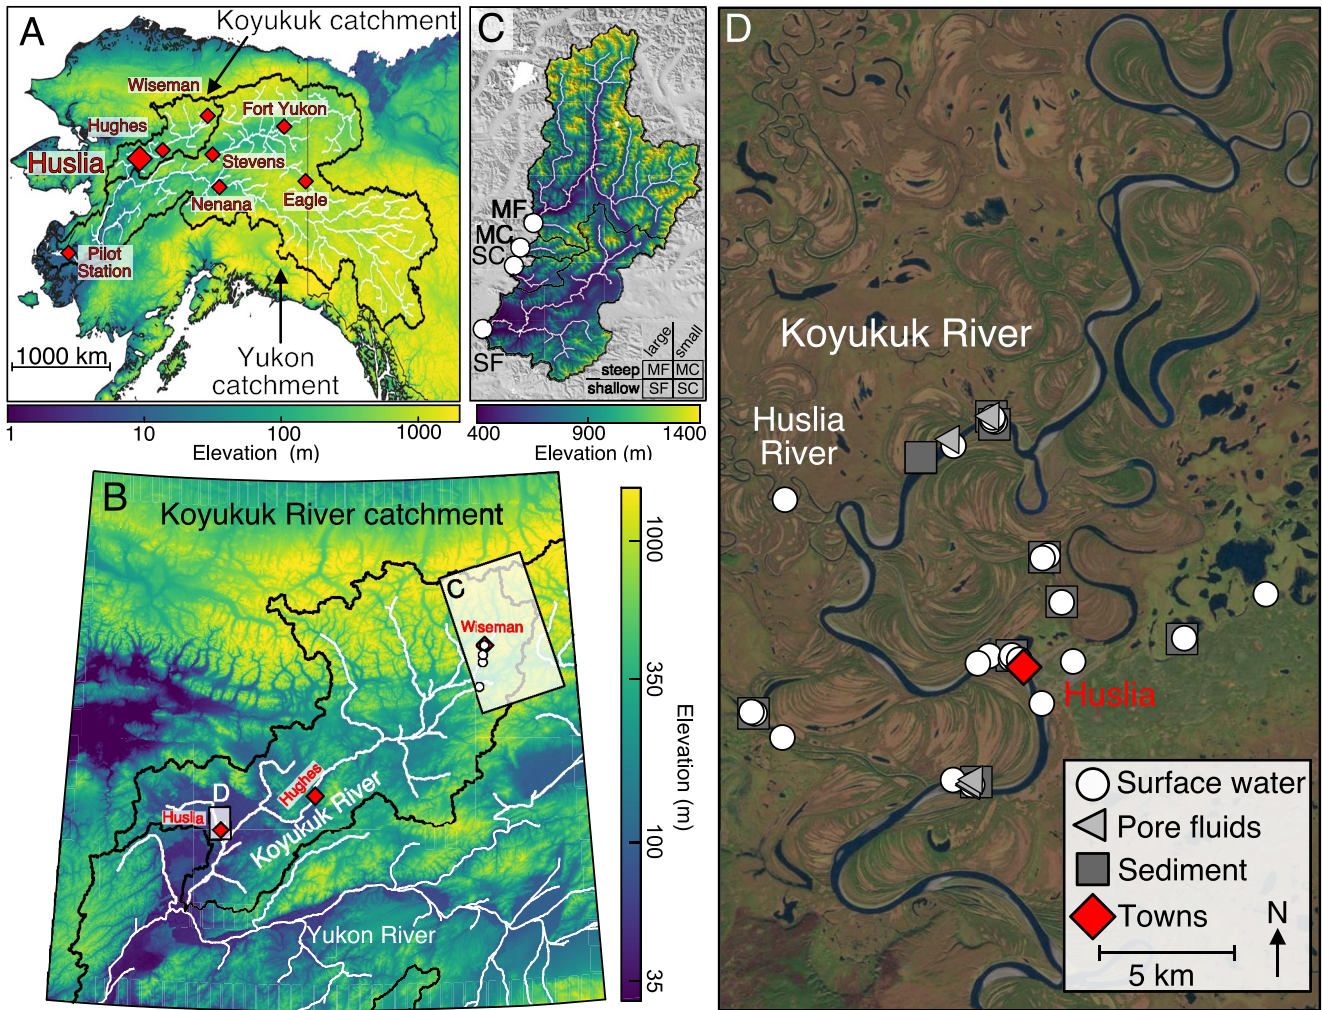 A
Koyukuk catchment
Wiseman
Fort Yukon
Hughes
Huslia
Stevens
Nenana
Eagle
Pilot
Station
1000 km
Yukon
catchment
1 10 100 1000
Elevation (m)
C
MF
MC
SC
SF
large small
steep MF MC
shallow SF SC
400 900 1400
Elevation (m)
B
Koyukuk River catchment
C
Wiseman
D
Huslia
Hughes
Koyukuk River
Yukon River
1000
350
100
35
Elevation (m)
D
Koyukuk River
Huslia
River
Huslia
Surface water
Pore fluids
Sediment
Towns
N
5 km